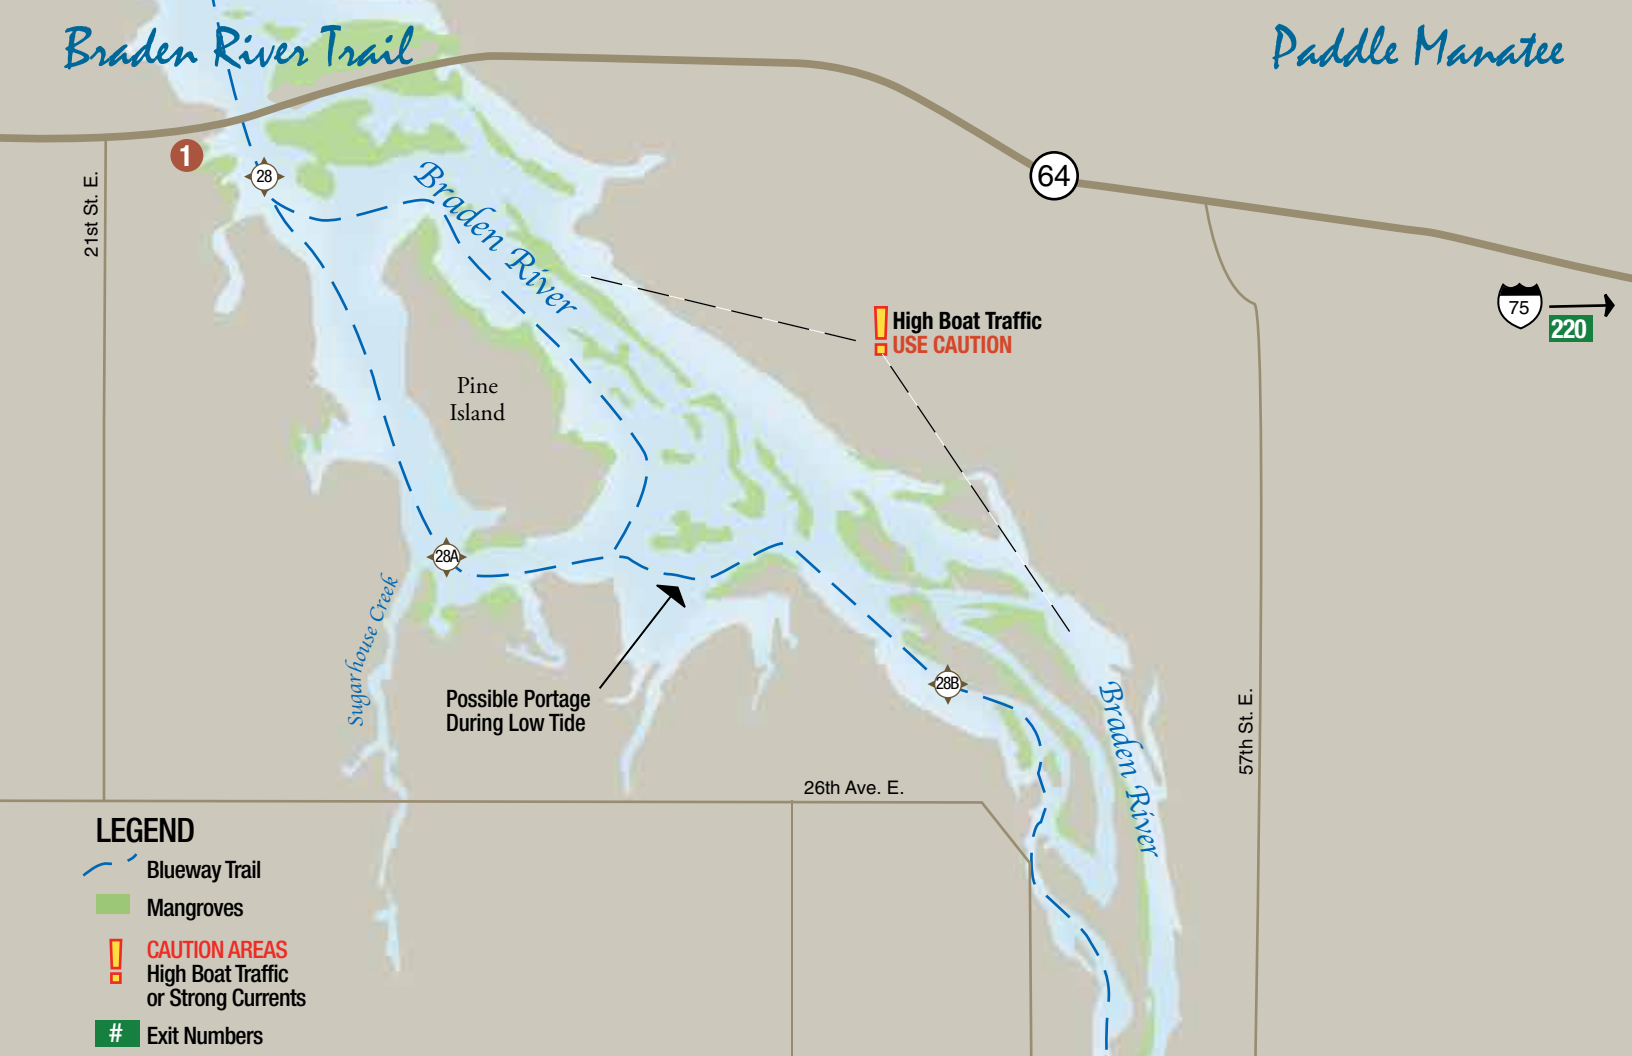 Braden River Trail
Paddle Manatee
1
28
21st St. E.
Braden River
64
75
220
High Boat Traffic
USE CAUTION
Pine
Island
28A
Sugarhouse Creek
Possible Portage
During Low Tide
28B
Braden River
57th St. E.
26th Ave. E.
LEGEND
Blueway Trail
Mangroves
CAUTION AREAS
High Boat Traffic
or Strong Currents
# Exit Numbers